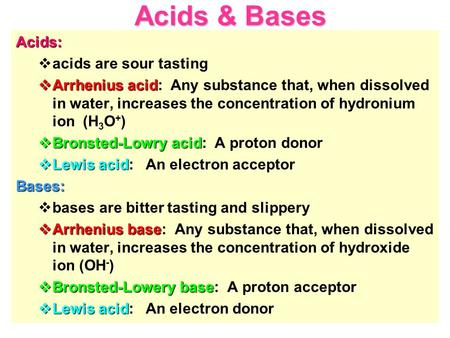 Acids & Bases
Acids:
❖acids are sour tasting
❖Arrhenius acid: Any substance that, when dissolved
in water, increases the concentration of hydronium
ion (H₃O⁺)
❖Bronsted-Lowry acid: A proton donor
❖Lewis acid: An electron acceptor
Bases:
❖bases are bitter tasting and slippery
❖Arrhenius base: Any substance that, when dissolved
in water, increases the concentration of hydroxide
ion (OH⁻)
❖Bronsted-Lowery base: A proton acceptor
❖Lewis acid: An electron donor